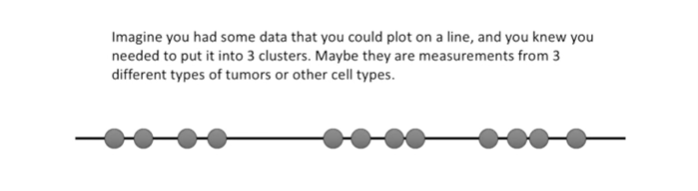 Imagine you had some data that you could plot on a line, and you knew you
needed to put it into 3 clusters. Maybe they are measurements from 3
different types of tumors or other cell types.